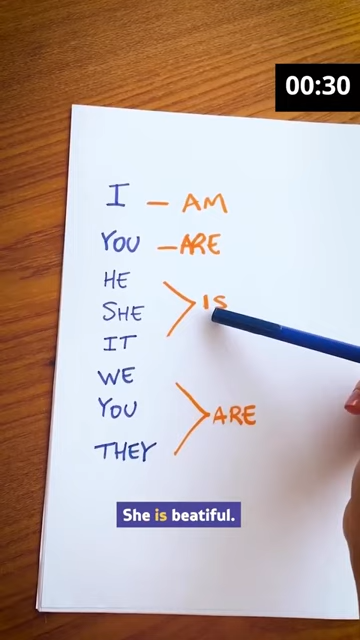 00:30
I – AM
YOU – ARE
HE
SHE IS
IT
WE
YOU ARE
THEY
She is beatiful.